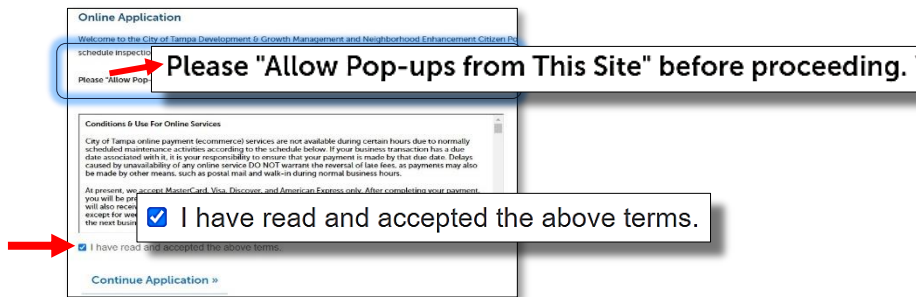 Online Application
Welcome to the City of Tampa Development & Growth Management and Neighborhood Enhancement Citizen Po
schedule inspectio
Please "Allow Pop-
Please "Allow Pop-ups from This Site" before proceeding.
Conditions & Use For Online Services
City of Tampa online payment (ecommerce) services are not available during certain hours due to normally
scheduled maintenance activities according to the schedule below. If your business transaction has a due
date associated with it, it is your responsibility to ensure that your payment is made by that due date. Delays
caused by unavailability of any online service DO NOT warrant the reversal of late fees, as payments may also
be made by other means, such as postal mail and walk-in during normal business hours.
At present, we accept MasterCard, Visa, Discover, and American Express only. After completing your payment,
you will be pr
will also recei
except for wee
the next busin
I have read and accepted the above terms.
I have read and accepted the above terms.
Continue Application »